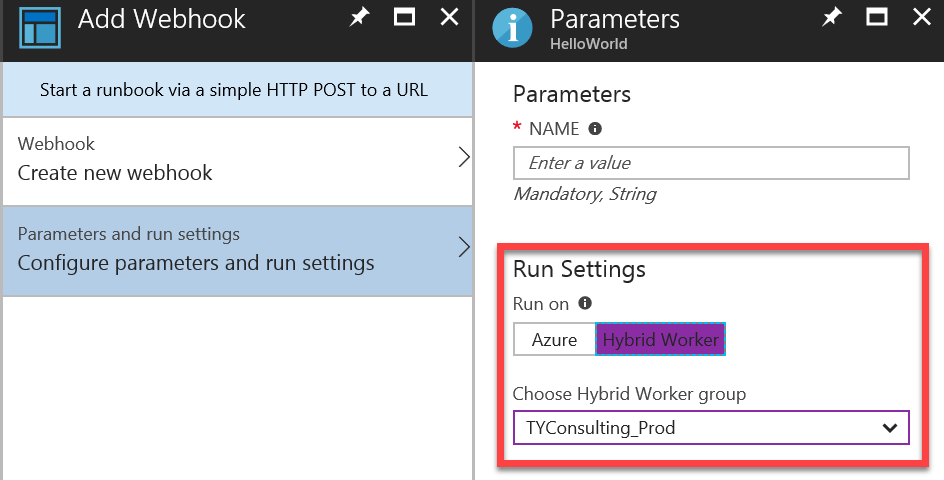 Add Webhook
Start a runbook via a simple HTTP POST to a URL
Webhook
Create new webhook
Parameters and run settings
Configure parameters and run settings
Parameters
HelloWorld
Parameters
* NAME
Enter a value
Mandatory, String
Run Settings
Run on
Azure Hybrid Worker
Choose Hybrid Worker group
TYConsulting_Prod